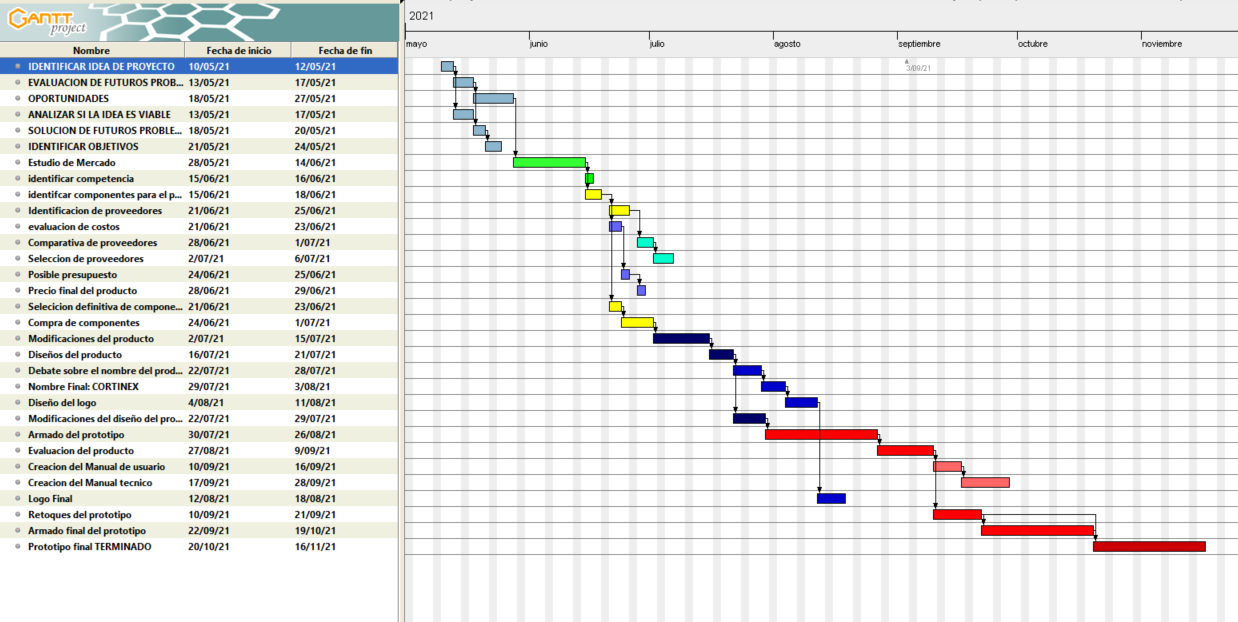 GANTT
project
2021
Nombre Fecha de inicio Fecha de fin
mayo junio julio agosto septiembre octubre noviembre
3/09/21
IDENTIFICAR IDEA DE PROYECTO 10/05/21 12/05/21
EVALUACION DE FUTUROS PROB... 13/05/21 17/05/21
OPORTUNIDADES 18/05/21 27/05/21
ANALIZAR SI LA IDEA ES VIABLE 13/05/21 17/05/21
SOLUCION DE FUTUROS PROBLE... 18/05/21 20/05/21
IDENTIFICAR OBJETIVOS 21/05/21 24/05/21
Estudio de Mercado 28/05/21 14/06/21
identificar competencia 15/06/21 16/06/21
identifcar componentes para el p... 15/06/21 18/06/21
Identificacion de proveedores 21/06/21 25/06/21
evaluacion de costos 21/06/21 23/06/21
Comparativa de proveedores 28/06/21 1/07/21
Seleccion de proveedores 2/07/21 6/07/21
Posible presupuesto 24/06/21 25/06/21
Precio final del producto 28/06/21 29/06/21
Selecicion definitiva de compone... 21/06/21 23/06/21
Compra de componentes 24/06/21 1/07/21
Modificaciones del producto 2/07/21 15/07/21
Diseños del producto 16/07/21 21/07/21
Debate sobre el nombre del prod... 22/07/21 28/07/21
Nombre Final: CORTINEX 29/07/21 3/08/21
Diseño del logo 4/08/21 11/08/21
Modificaciones del diseño del pro... 22/07/21 29/07/21
Armado del prototipo 30/07/21 26/08/21
Evaluacion del producto 27/08/21 9/09/21
Creacion del Manual de usuario 10/09/21 16/09/21
Creacion del Manual tecnico 17/09/21 28/09/21
Logo Final 12/08/21 18/08/21
Retoques del prototipo 10/09/21 21/09/21
Armado final del prototipo 22/09/21 19/10/21
Prototipo final TERMINADO 20/10/21 16/11/21